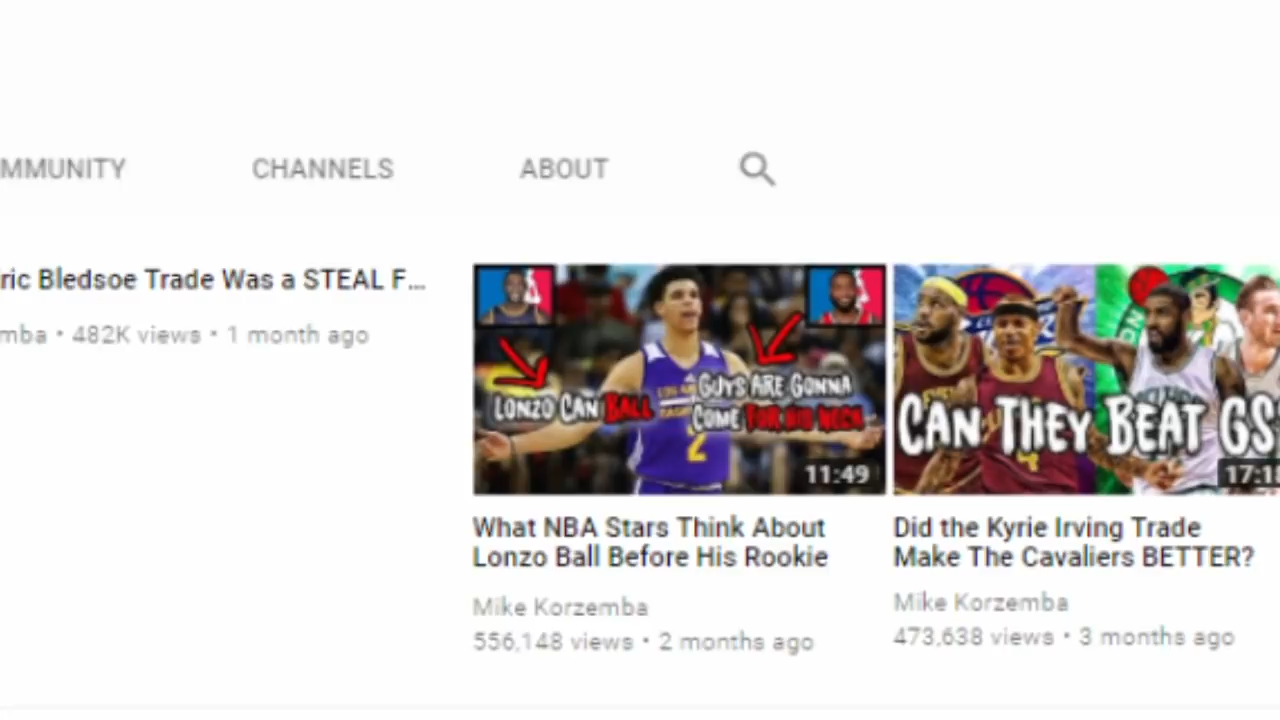 MMUNITY
CHANNELS
ABOUT
ric Bledsoe Trade Was a STEAL F...
mba • 482K views • 1 month ago
LONZO CAN BALL
GUYS ARE GONNA
COME FOR HIS NECK
2
11:49
What NBA Stars Think About
Lonzo Ball Before His Rookie
Mike Korzemba
556,148 views • 2 months ago
CAN THEY BEAT GS
4
Did the Kyrie Irving Trade
Make The Cavaliers BETTER?
Mike Korzemba
473,638 views • 3 months ago